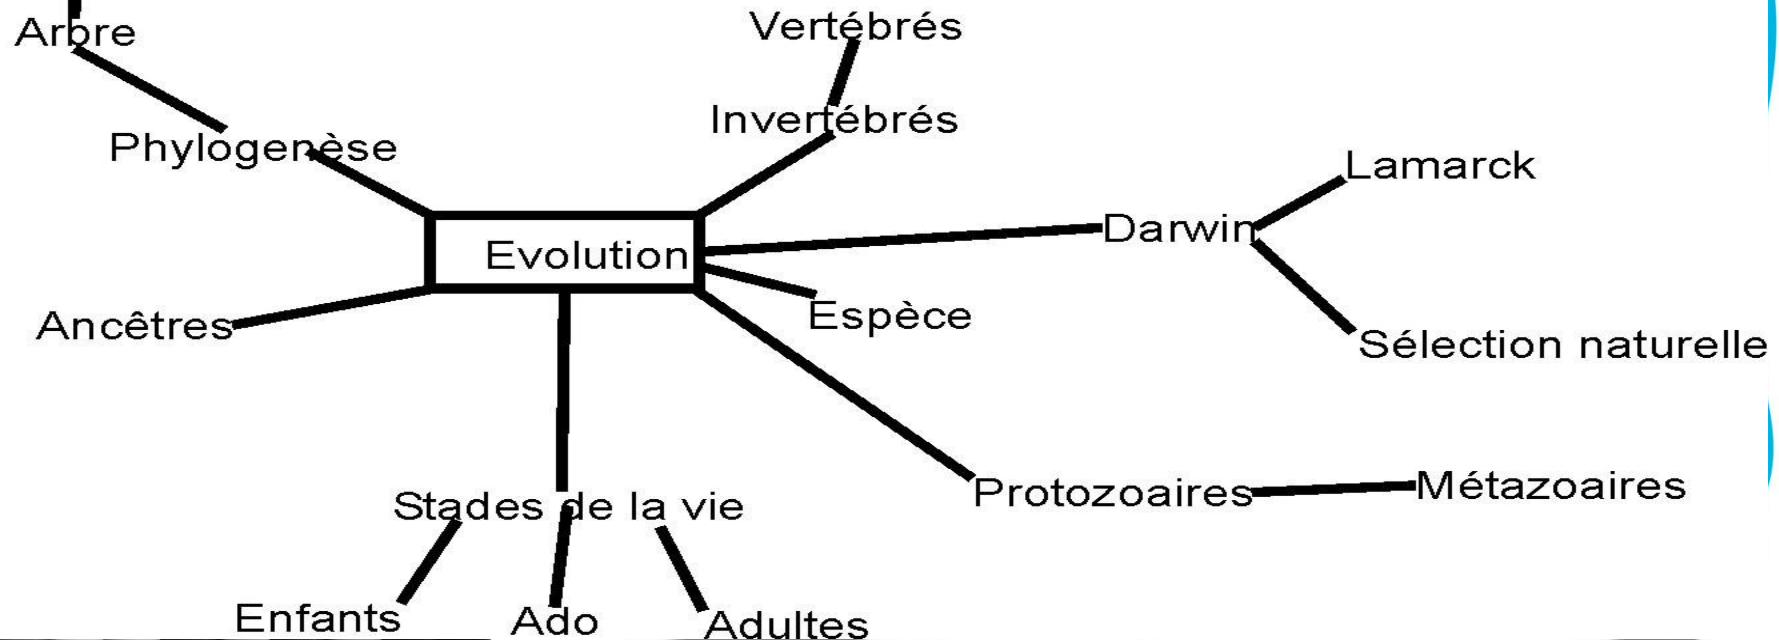 Arbre
Vertébrés
Invertébrés
Phylogenèse
Lamarck
Darwin
Evolution
Espèce
Ancêtres
Sélection naturelle
Protozoaires
Métazoaires
Stades de la vie
Enfants
Ado
Adultes